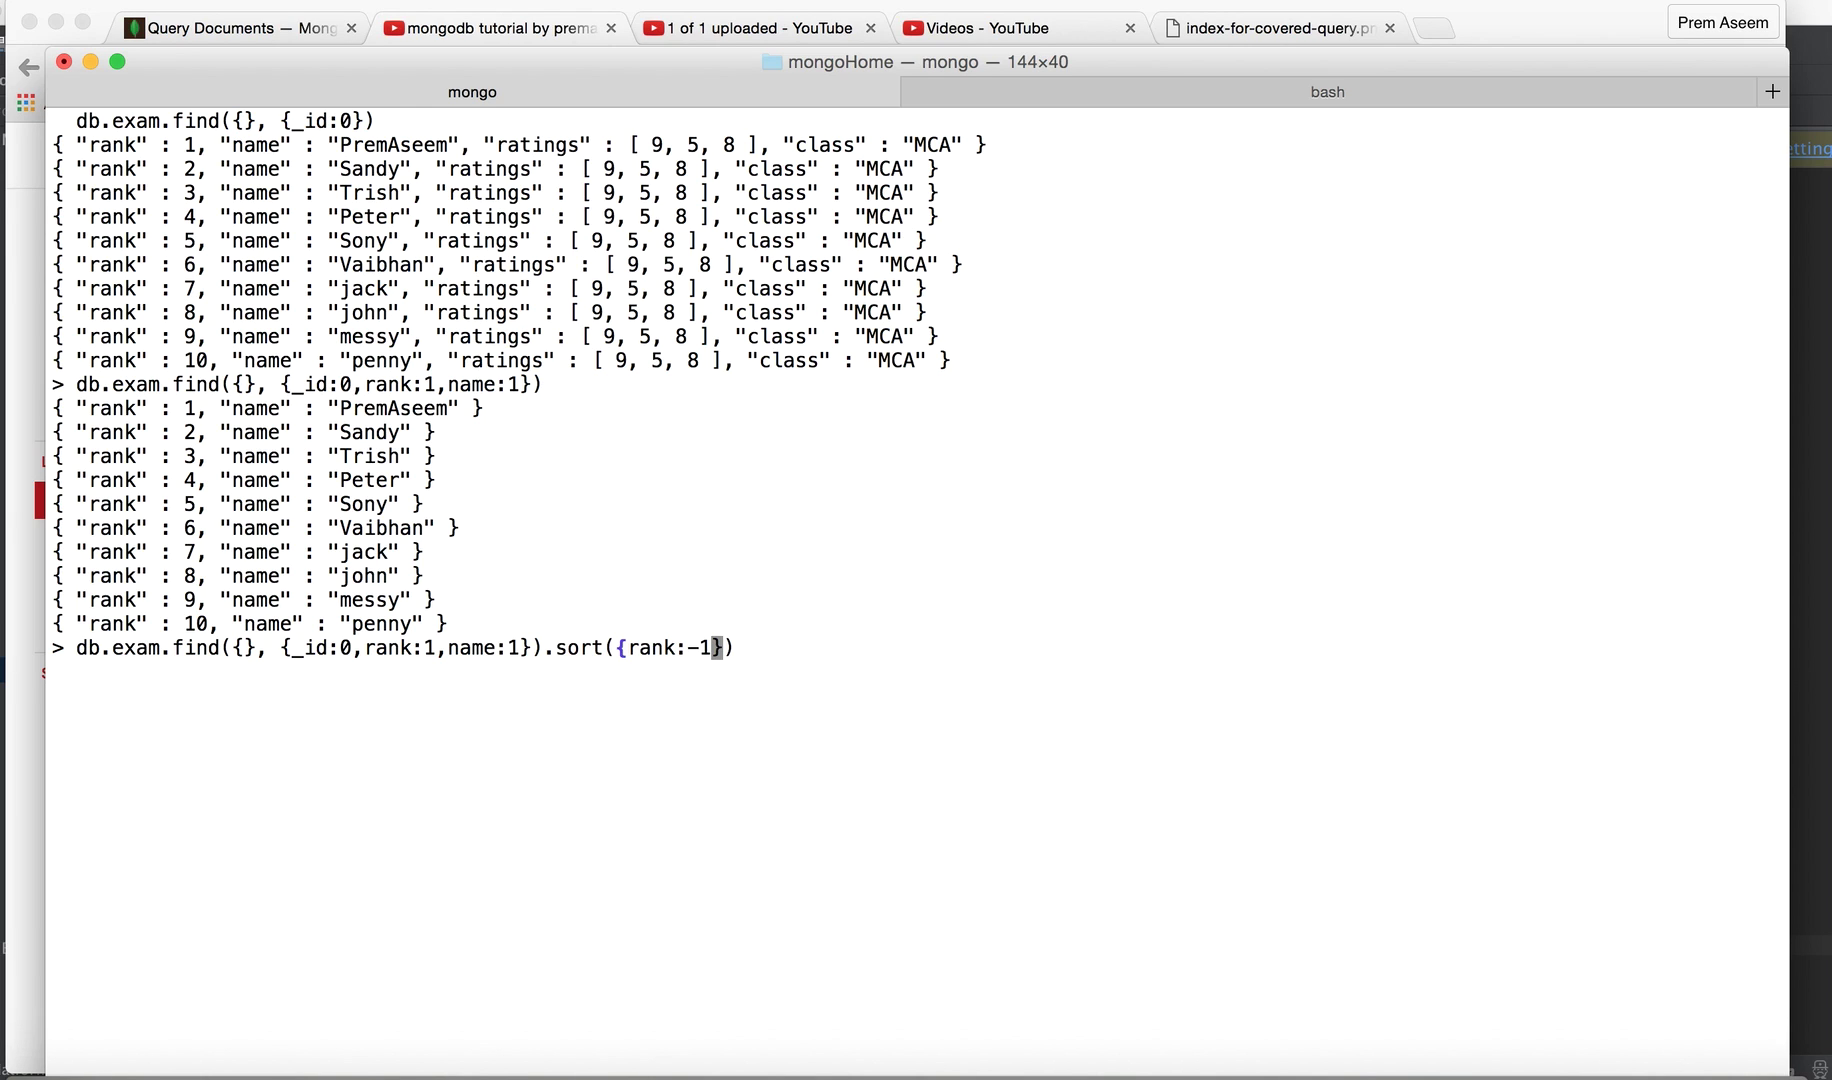 Query Documents — Mong
mongodb tutorial by prema
1 of 1 uploaded - YouTube
Videos - YouTube
index-for-covered-query.pn
Prem Aseem
mongoHome — mongo — 144×40
mongo
bash
db.exam.find({}, {_id:0})
{ "rank" : 1, "name" : "PremAseem", "ratings" : [ 9, 5, 8 ], "class" : "MCA" }
{ "rank" : 2, "name" : "Sandy", "ratings" : [ 9, 5, 8 ], "class" : "MCA" }
{ "rank" : 3, "name" : "Trish", "ratings" : [ 9, 5, 8 ], "class" : "MCA" }
{ "rank" : 4, "name" : "Peter", "ratings" : [ 9, 5, 8 ], "class" : "MCA" }
{ "rank" : 5, "name" : "Sony", "ratings" : [ 9, 5, 8 ], "class" : "MCA" }
{ "rank" : 6, "name" : "Vaibhan", "ratings" : [ 9, 5, 8 ], "class" : "MCA" }
{ "rank" : 7, "name" : "jack", "ratings" : [ 9, 5, 8 ], "class" : "MCA" }
{ "rank" : 8, "name" : "john", "ratings" : [ 9, 5, 8 ], "class" : "MCA" }
{ "rank" : 9, "name" : "messy", "ratings" : [ 9, 5, 8 ], "class" : "MCA" }
{ "rank" : 10, "name" : "penny", "ratings" : [ 9, 5, 8 ], "class" : "MCA" }
> db.exam.find({}, {_id:0,rank:1,name:1})
{ "rank" : 1, "name" : "PremAseem" }
{ "rank" : 2, "name" : "Sandy" }
{ "rank" : 3, "name" : "Trish" }
{ "rank" : 4, "name" : "Peter" }
{ "rank" : 5, "name" : "Sony" }
{ "rank" : 6, "name" : "Vaibhan" }
{ "rank" : 7, "name" : "jack" }
{ "rank" : 8, "name" : "john" }
{ "rank" : 9, "name" : "messy" }
{ "rank" : 10, "name" : "penny" }
> db.exam.find({}, {_id:0,rank:1,name:1}).sort({rank:-1})
etting